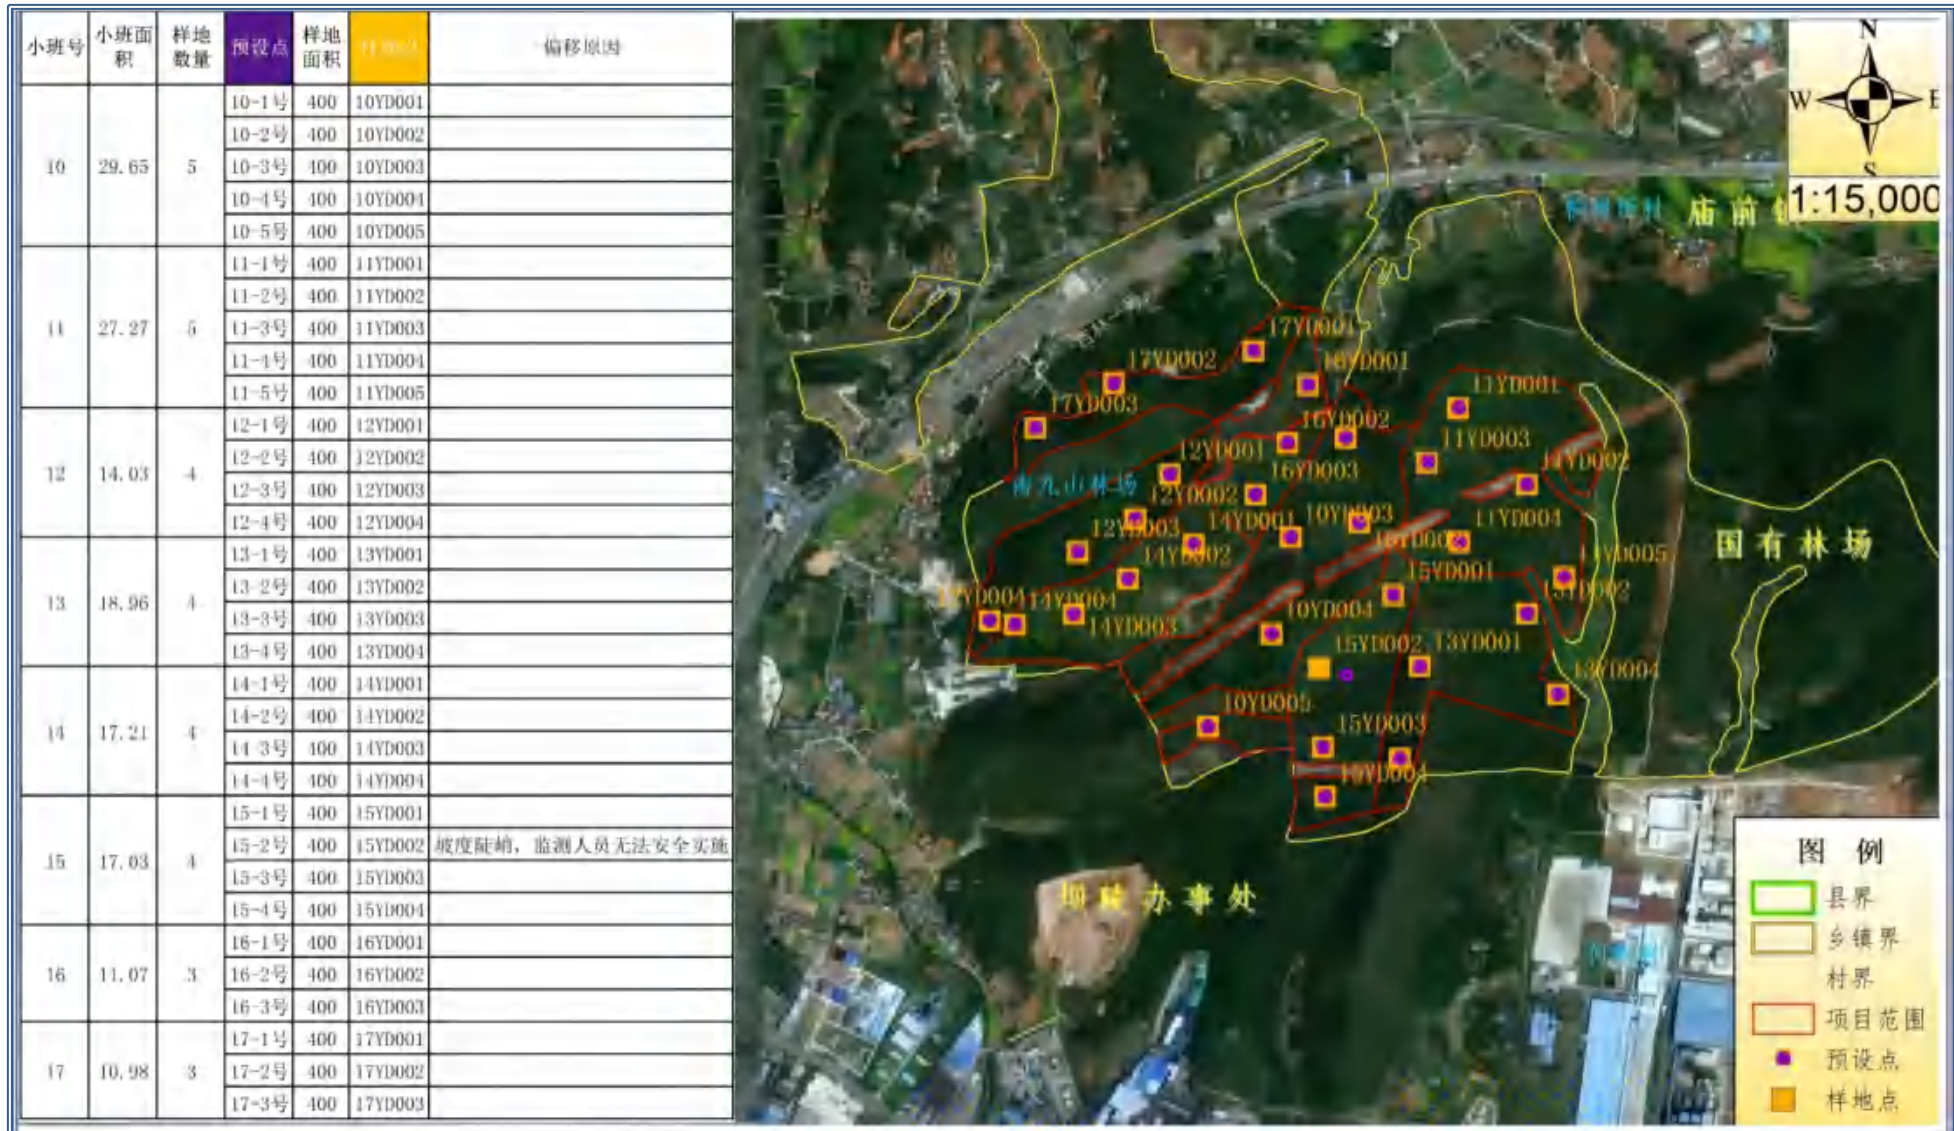 小班号 小班面积 样地数量 预设点 样地面积 偏移原因
10 29.65 5 10-1号 400 10YD001
10-2号 400 10YD002
10-3号 400 10YD003
10-4号 400 10YD004
10-5号 400 10YD005
11 27.27 5 11-1号 400 11YD001
11-2号 400 11YD002
11-3号 400 11YD003
11-4号 400 11YD004
11-5号 400 11YD005
12 14.03 4 12-1号 400 12YD001
12-2号 400 12YD002
12-3号 400 12YD003
12-4号 400 12YD004
13 18.96 4 13-1号 400 13YD001
13-2号 400 13YD002
13-3号 400 13YD003
13-4号 400 13YD004
14 17.21 4 14-1号 400 14YD001
14-2号 400 14YD002
14-3号 400 14YD003
14-4号 400 14YD004
15 17.03 4 15-1号 400 15YD001
15-2号 400 15YD002 坡度陡峭，监测人员无法安全实施
15-3号 400 15YD003
15-4号 400 15YD004
16 11.07 3 16-1号 400 16YD001
16-2号 400 16YD002
16-3号 400 16YD003
17 10.98 3 17-1号 400 17YD001
17-2号 400 17YD002
17-3号 400 17YD003
N
W E
S
1:15,000
庙前
17YD001
17YD002
16YD001
17YD003
11YD001
16YD002
11YD003
12YD001
16YD003
11YD002
12YD002
14YD001
10YD003
11YD004
12YD003
14YD002
11YD005
15YD001
13YD002
12YD004
14YD004
14YD003
10YD004
15YD002
13YD001
13YD004
10YD005
15YD003
15YD004
国有林场
办事处
图 例
县界
乡镇界
村界
项目范围
预设点
样地点